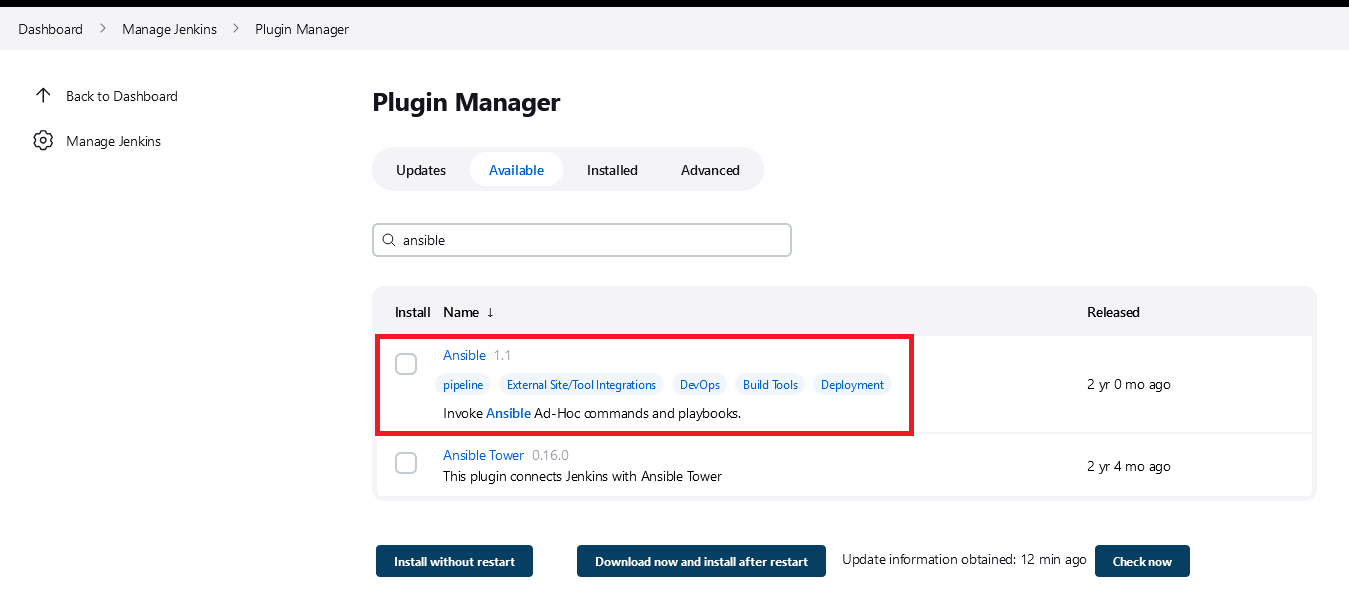 Dashboard > Manage Jenkins > Plugin Manager
Back to Dashboard
Manage Jenkins
Plugin Manager
Updates Available Installed Advanced
ansible
Install Name ↓ Released
Ansible 1.1
pipeline External Site/Tool Integrations DevOps Build Tools Deployment
2 yr 0 mo ago
Invoke Ansible Ad-Hoc commands and playbooks.
Ansible Tower 0.16.0
2 yr 4 mo ago
This plugin connects Jenkins with Ansible Tower
Install without restart Download now and install after restart Update information obtained: 12 min ago Check now